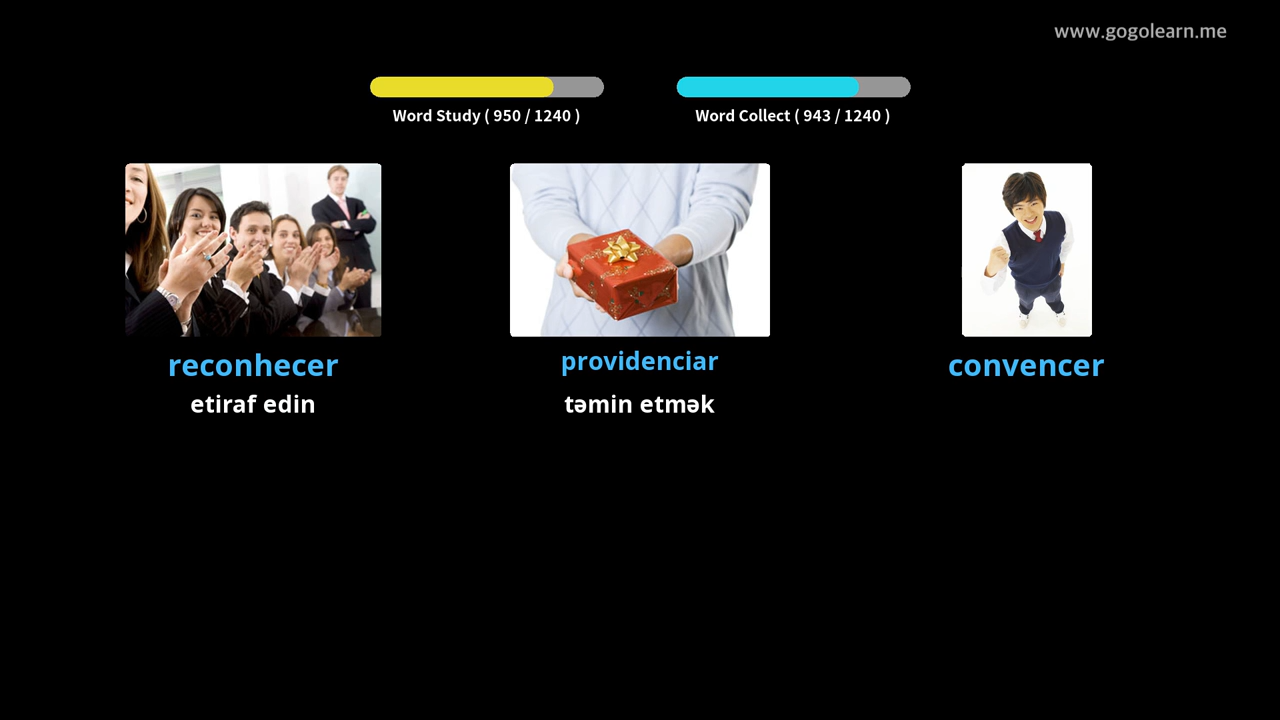 www.gogolearn.me
Word Study ( 950 / 1240 )
Word Collect ( 943 / 1240 )
reconhecer
etiraf edin
providenciar
təmin etmək
convencer